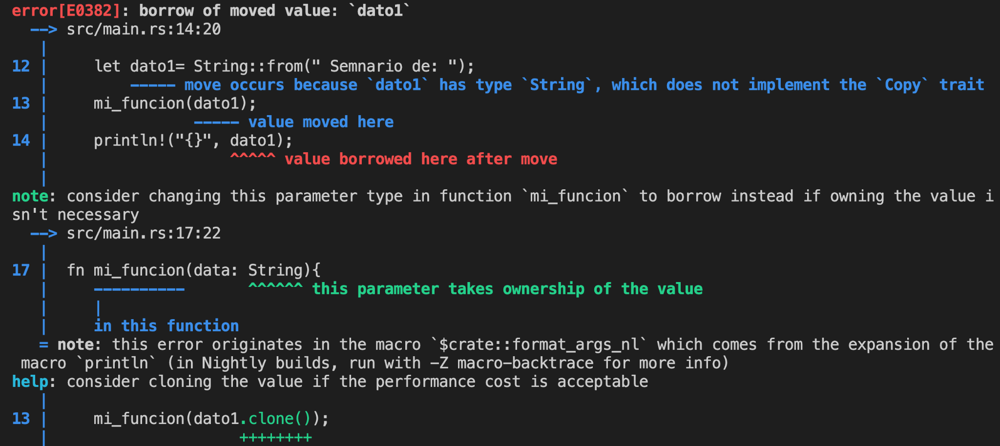 error[E0382]: borrow of moved value: `dato1`
  --> src/main.rs:14:20
   |
12 |     let dato1= String::from(" Semnario de: ");
   |         ----- move occurs because `dato1` has type `String`, which does not implement the `Copy` trait
13 |     mi_funcion(dato1);
   |                ----- value moved here
14 |     println!("{}", dato1);
   |                    ^^^^^ value borrowed here after move
   |
note: consider changing this parameter type in function `mi_funcion` to borrow instead if owning the value i
sn't necessary
  --> src/main.rs:17:22
   |
17 |  fn mi_funcion(data: String){
   |     ----------       ^^^^^^ this parameter takes ownership of the value
   |     |
   |     in this function
   = note: this error originates in the macro `$crate::format_args_nl` which comes from the expansion of the
 macro `println` (in Nightly builds, run with -Z macro-backtrace for more info)
help: consider cloning the value if the performance cost is acceptable
   |
13 |     mi_funcion(dato1.clone());
   |                     ++++++++